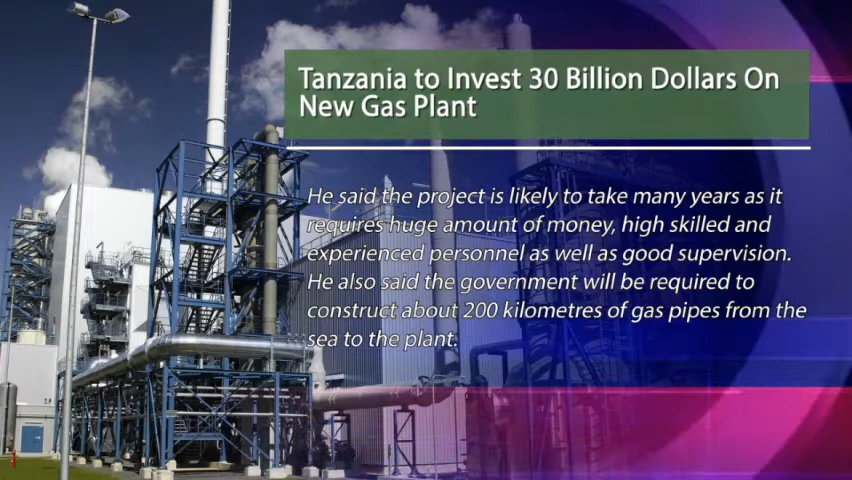 Tanzania to Invest 30 Billion Dollars On
New Gas Plant
He said the project is likely to take many years as it
requires huge amount of money, high skilled and
experienced personnel as well as good supervision.
He also said the government will be required to
construct about 200 kilometres of gas pipes from the
sea to the plant.